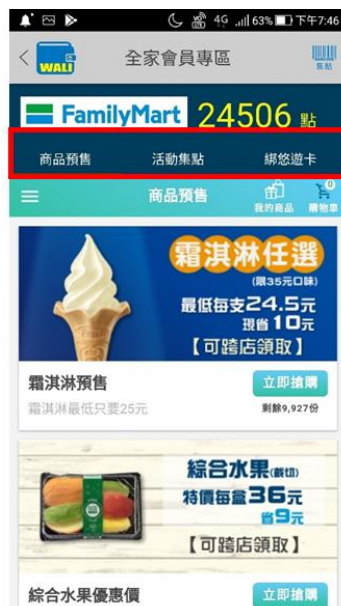 4G 63% 下午7:46
WALI 全家會員專區 集點
FamilyMart 24506 點
商品預售 活動集點 綁悠遊卡
商品預售 我的商品 0 購物車
霜淇淋任選
(限35元口味)
最低每支24.5元
現省10元
【可跨店領取】
霜淇淋預售 立即搶購
霜淇淋最低只要25元 剩餘9,927份
綜合水果(截切)
特價每盒36元
省9元
【可跨店領取】
綜合水果優惠價 立即搶購